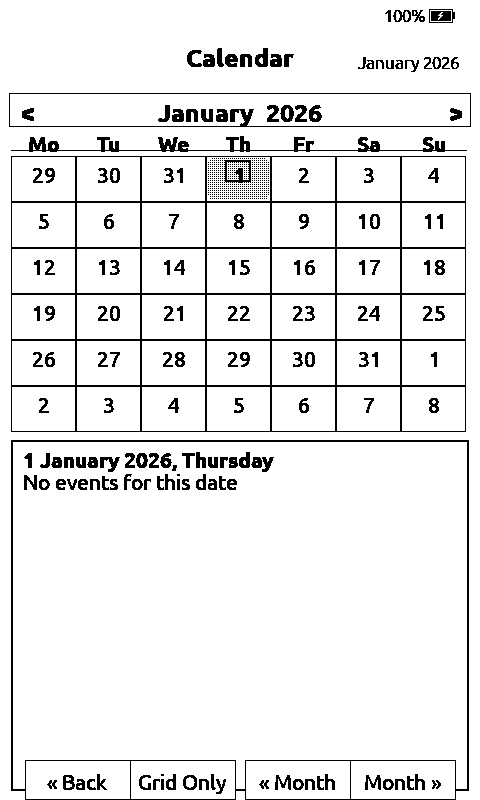 100%
Calendar
January 2026
< January 2026 >
Mo Tu We Th Fr Sa Su
29 30 31 1 2 3 4
5 6 7 8 9 10 11
12 13 14 15 16 17 18
19 20 21 22 23 24 25
26 27 28 29 30 31 1
2 3 4 5 6 7 8
1 January 2026, Thursday
No events for this date
« Back Grid Only « Month Month »